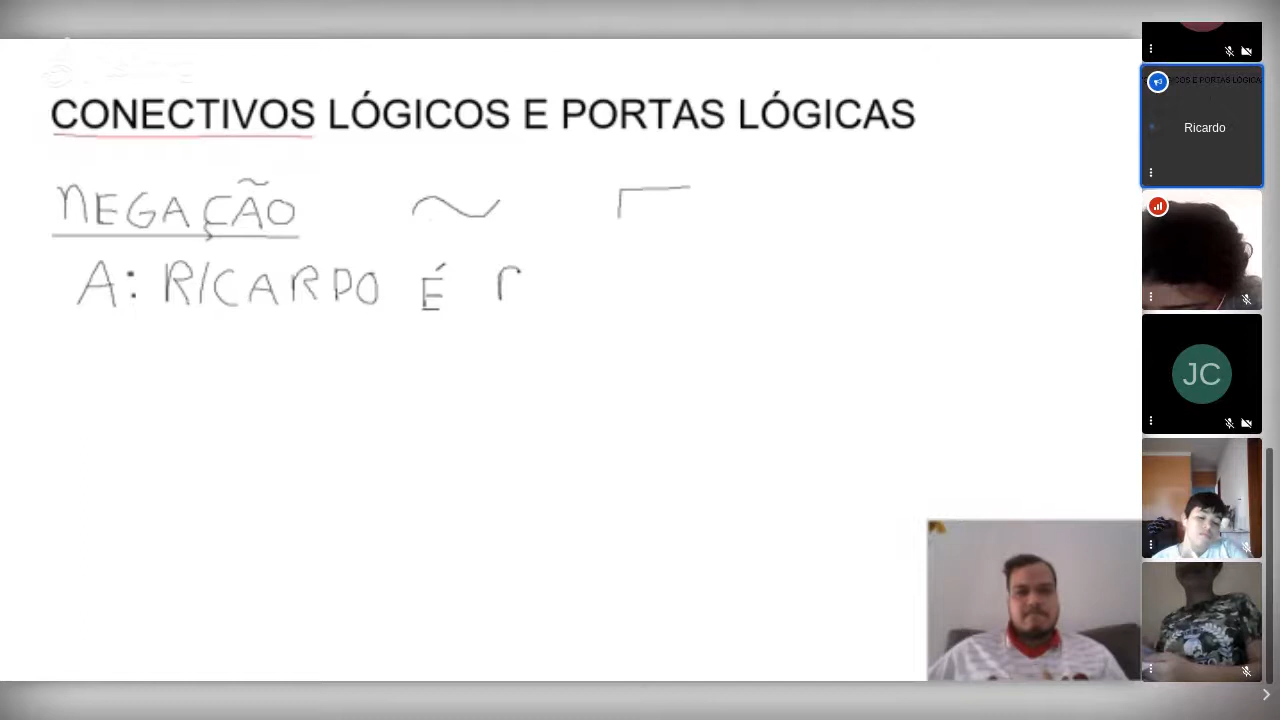 CONECTIVOS LÓGICOS E PORTAS LÓGICAS
NEGAÇÃO ~ ¬
A: RICARDO É
Ricardo
JC